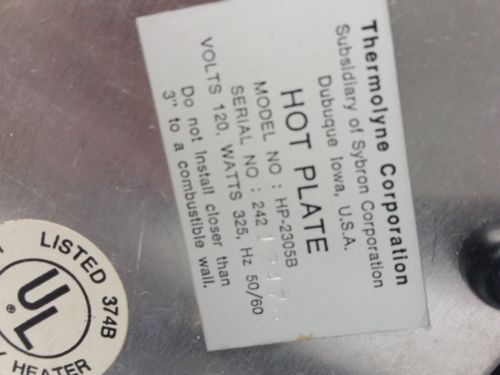 Thermolyne Corporation
Subsidiary of Sybron Corporation
Dubuque Iowa, U.S.A.
HOT PLATE
MODEL NO : HP-2305B
SERIAL NO : 242
VOLTS 120, WATTS 325, Hz 50/60
Do not Install closer than
3" to a combustible wall.
LISTED 374B
UL
®
HEATER